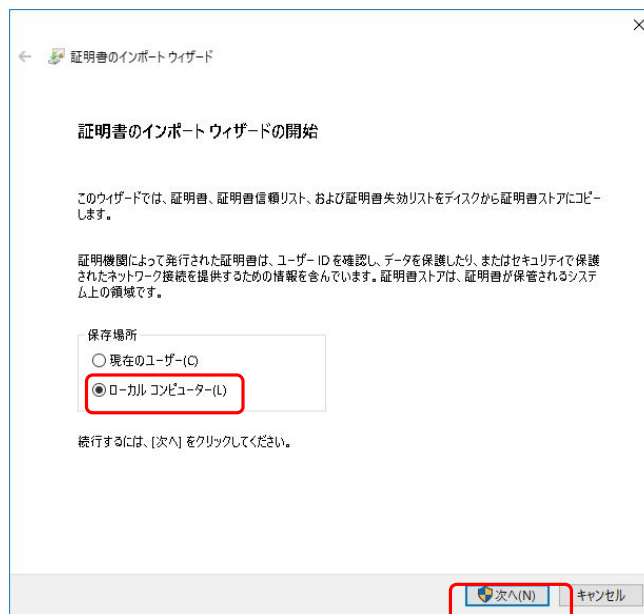 証明書のインポート ウィザード
証明書のインポート ウィザードの開始
このウィザードでは、証明書、証明書信頼リスト、および証明書失効リストをディスクから証明書ストアにコピー
します。
証明機関によって発行された証明書は、ユーザー ID を確認し、データを保護したり、またはセキュリティで保護
されたネットワーク接続を提供するための情報を含んでいます。証明書ストアは、証明書が保管されるシステ
ム上の領域です。
保存場所
現在のユーザー(C)
ローカル コンピューター(L)
続行するには、[次へ] をクリックしてください。
次へ(N)
キャンセル